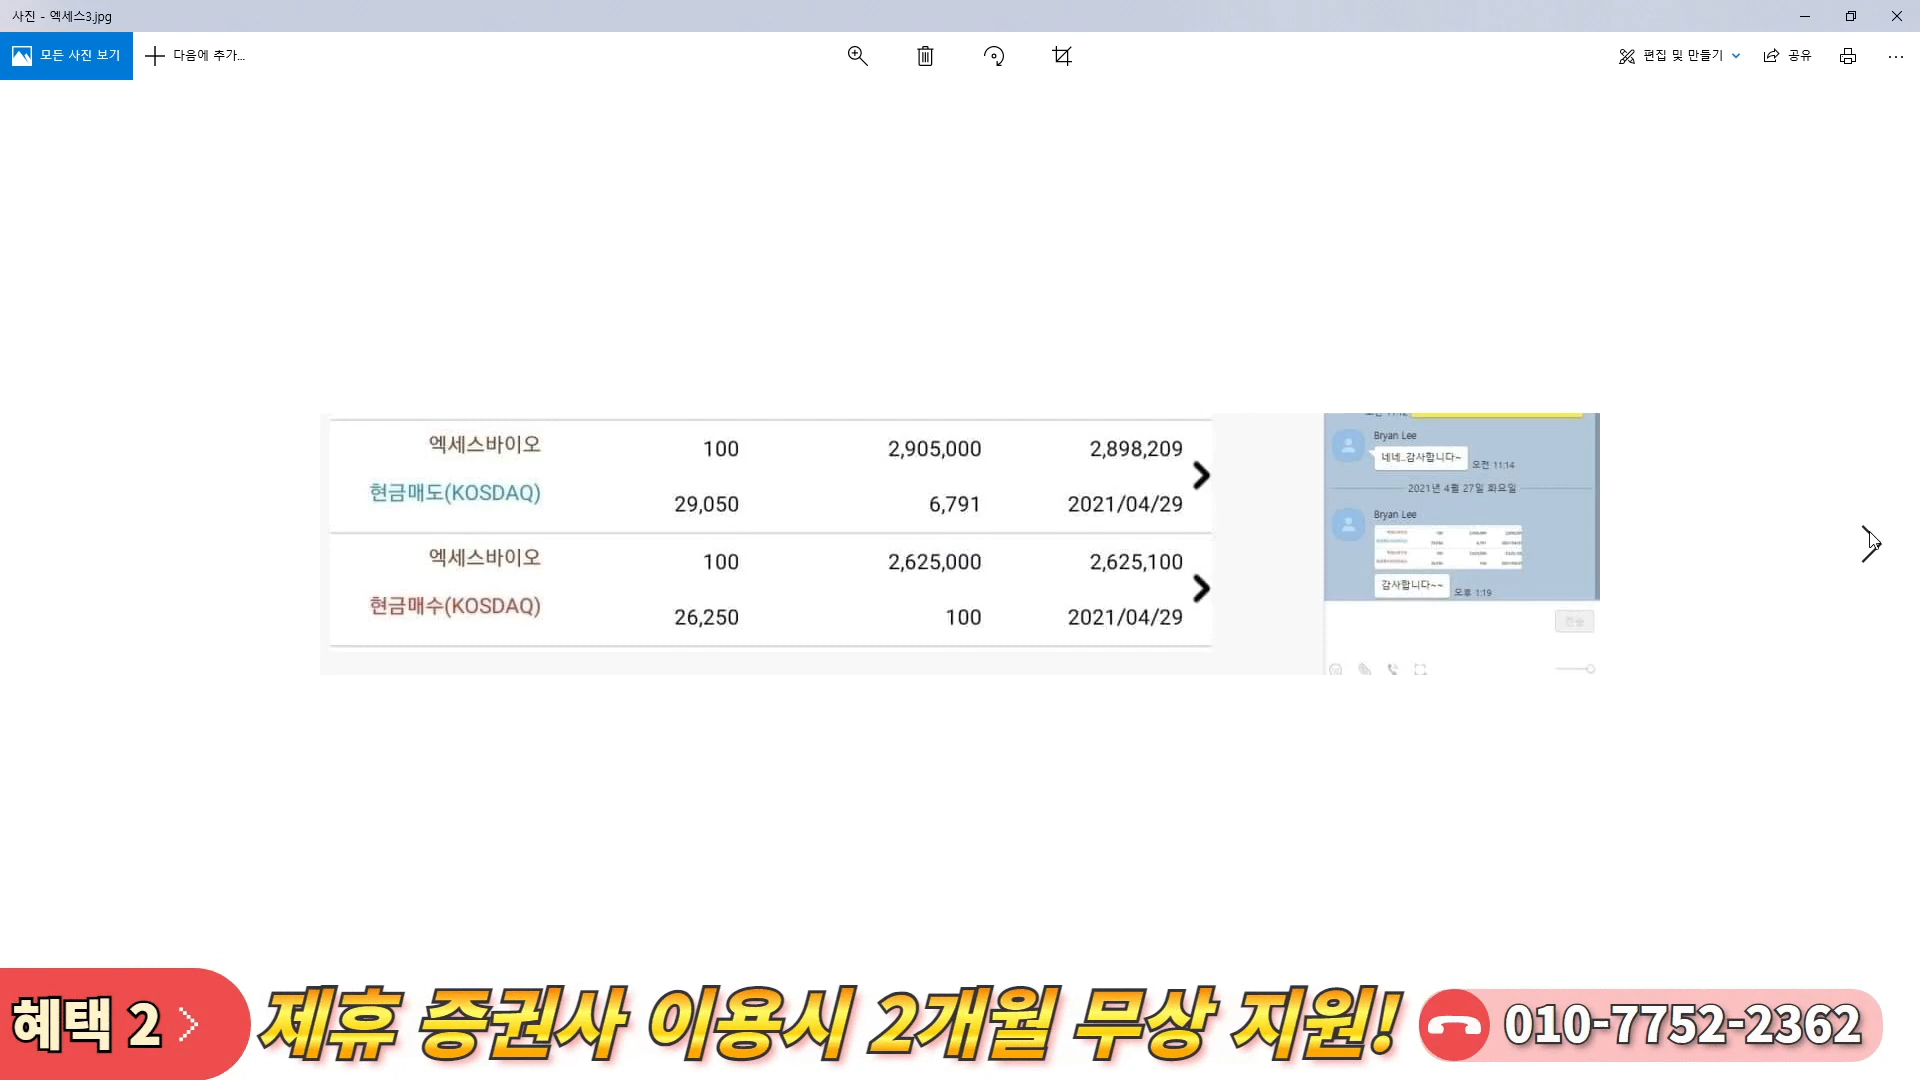 사진 - 엑세스3.jpg
모든 사진 보기
다음에 추가...
편집 및 만들기
공유
엑세스바이오 100 2,905,000 2,898,209
현금매도(KOSDAQ) 29,050 6,791 2021/04/29
엑세스바이오 100 2,625,000 2,625,100
현금매수(KOSDAQ) 26,250 100 2021/04/29
Bryan Lee
네네..감사합니다~ 오전 11:14
2021년 4월 27일 화요일
Bryan Lee
감사합니다~~ 오후 1:19
전송
혜택 2
제휴 증권사 이용시 2개월 무상 지원!
010-7752-2362